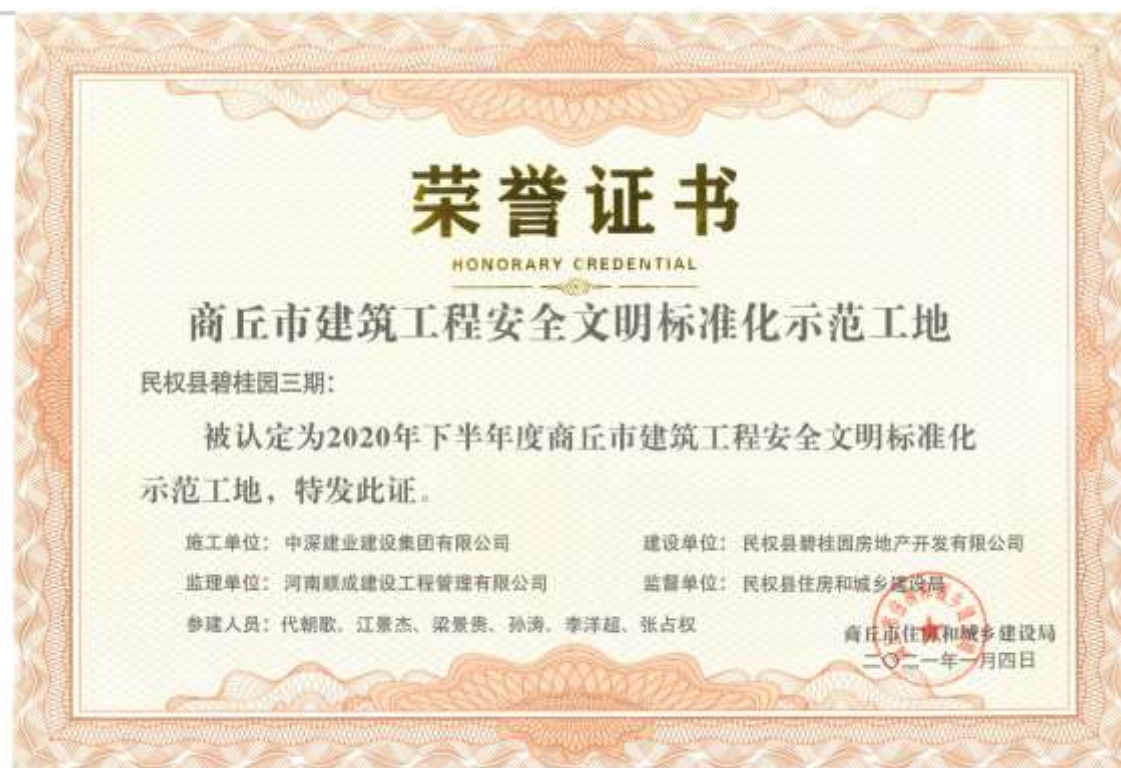 荣誉证书
HONORARY CREDENTIAL
商丘市建筑工程安全文明标准化示范工地
民权县碧桂园三期：
被认定为2020年下半年度商丘市建筑工程安全文明标准化
示范工地，特发此证。
施工单位： 中深建业建设集团有限公司
建设单位： 民权县碧桂园房地产开发有限公司
监理单位： 河南顺成建设工程管理有限公司
监督单位： 民权县住房和城乡建设局
参建人员：代朝歌、江景杰、梁景贵、孙涛、李洋超、张占权
商丘市住房和城乡建设局
二〇二一年一月四日